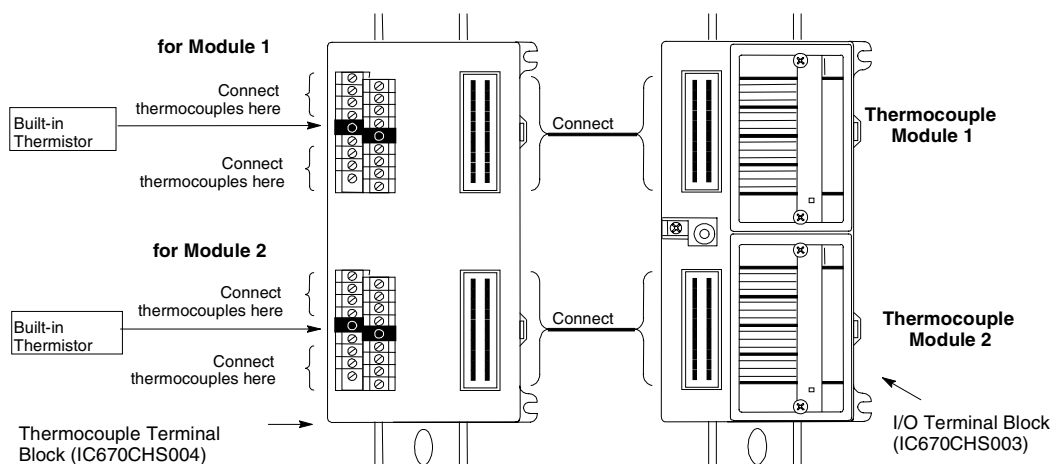 for Module 1
Connect
thermocouples here
Built-in
Thermistor
Connect
thermocouples here
Connect
Thermocouple
Module 1
for Module 2
Connect
thermocouples here
Built-in
Thermistor
Connect
thermocouples here
Connect
Thermocouple
Module 2
Thermocouple Terminal
Block (IC670CHS004)
I/O Terminal Block
(IC670CHS003)